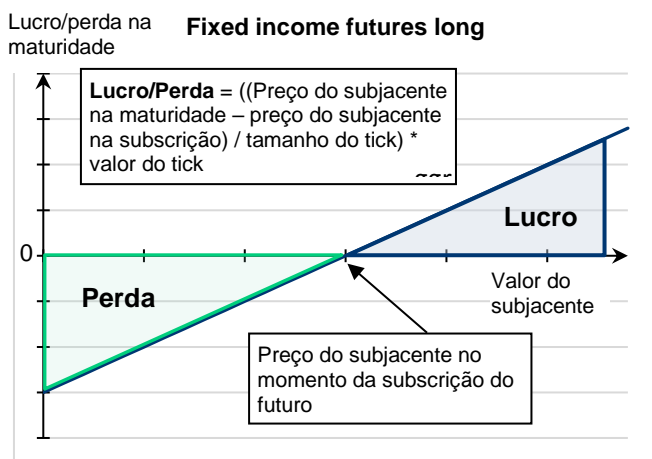 Lucro/perda na
maturidade
Fixed income futures long
Lucro/Perda = ((Preço do subjacente
na maturidade – preço do subjacente
na subscrição) / tamanho do tick) *
valor do tick
Lucro
0
Valor do
subjacente
Perda
Preço do subjacente no
momento da subscrição do
futuro